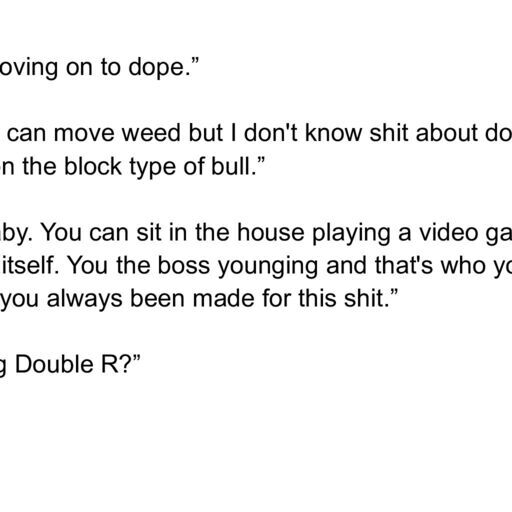 oving on to dope.”
can move weed but I don't know shit about do
n the block type of bull.”
by. You can sit in the house playing a video ga
itself. You the boss younging and that's who yo
you always been made for this shit.”
g Double R?”